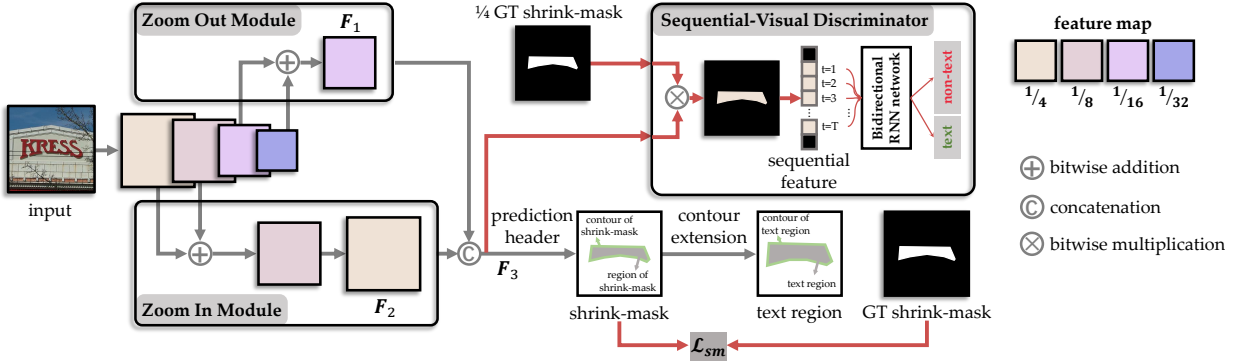 Zoom Out Module
F₁
¼ GT shrink-mask
Sequential-Visual Discriminator
t=1
t=2
t=3
...
t=T
sequential
feature
Bidirectional
RNN network
non-text
text
feature map
1/4
1/8
1/16
1/32
KRESS
input
bitwise addition
concatenation
bitwise multiplication
Zoom In Module
F₂
C
F₃
prediction
header
contour of
shrink-mask
region of
shrink-mask
shrink-mask
contour
extension
contour of
text region
text region
text region
GT shrink-mask
ℒsm